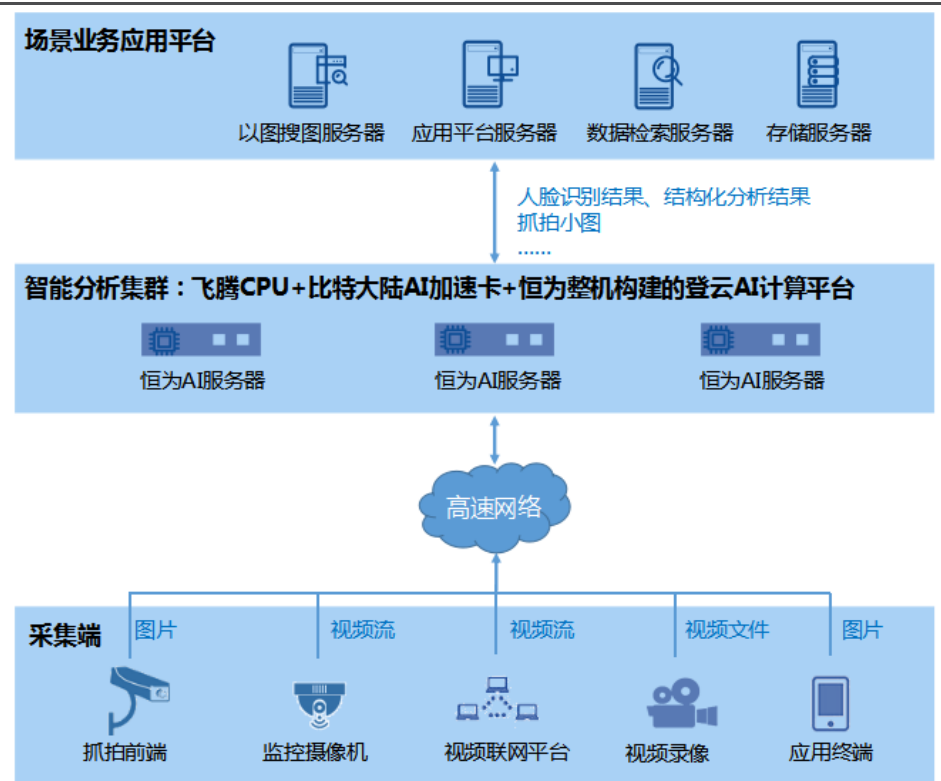 场景业务应用平台
以图搜图服务器 应用平台服务器 数据检索服务器 存储服务器
人脸识别结果、结构化分析结果
抓拍小图
……
智能分析集群：飞腾CPU+比特大陆AI加速卡+恒为整机构建的登云AI计算平台
恒为AI服务器 恒为AI服务器 恒为AI服务器
高速网络
采集端 图片 视频流 视频流 视频文件 图片
抓拍前端 监控摄像机 视频联网平台 视频录像 应用终端